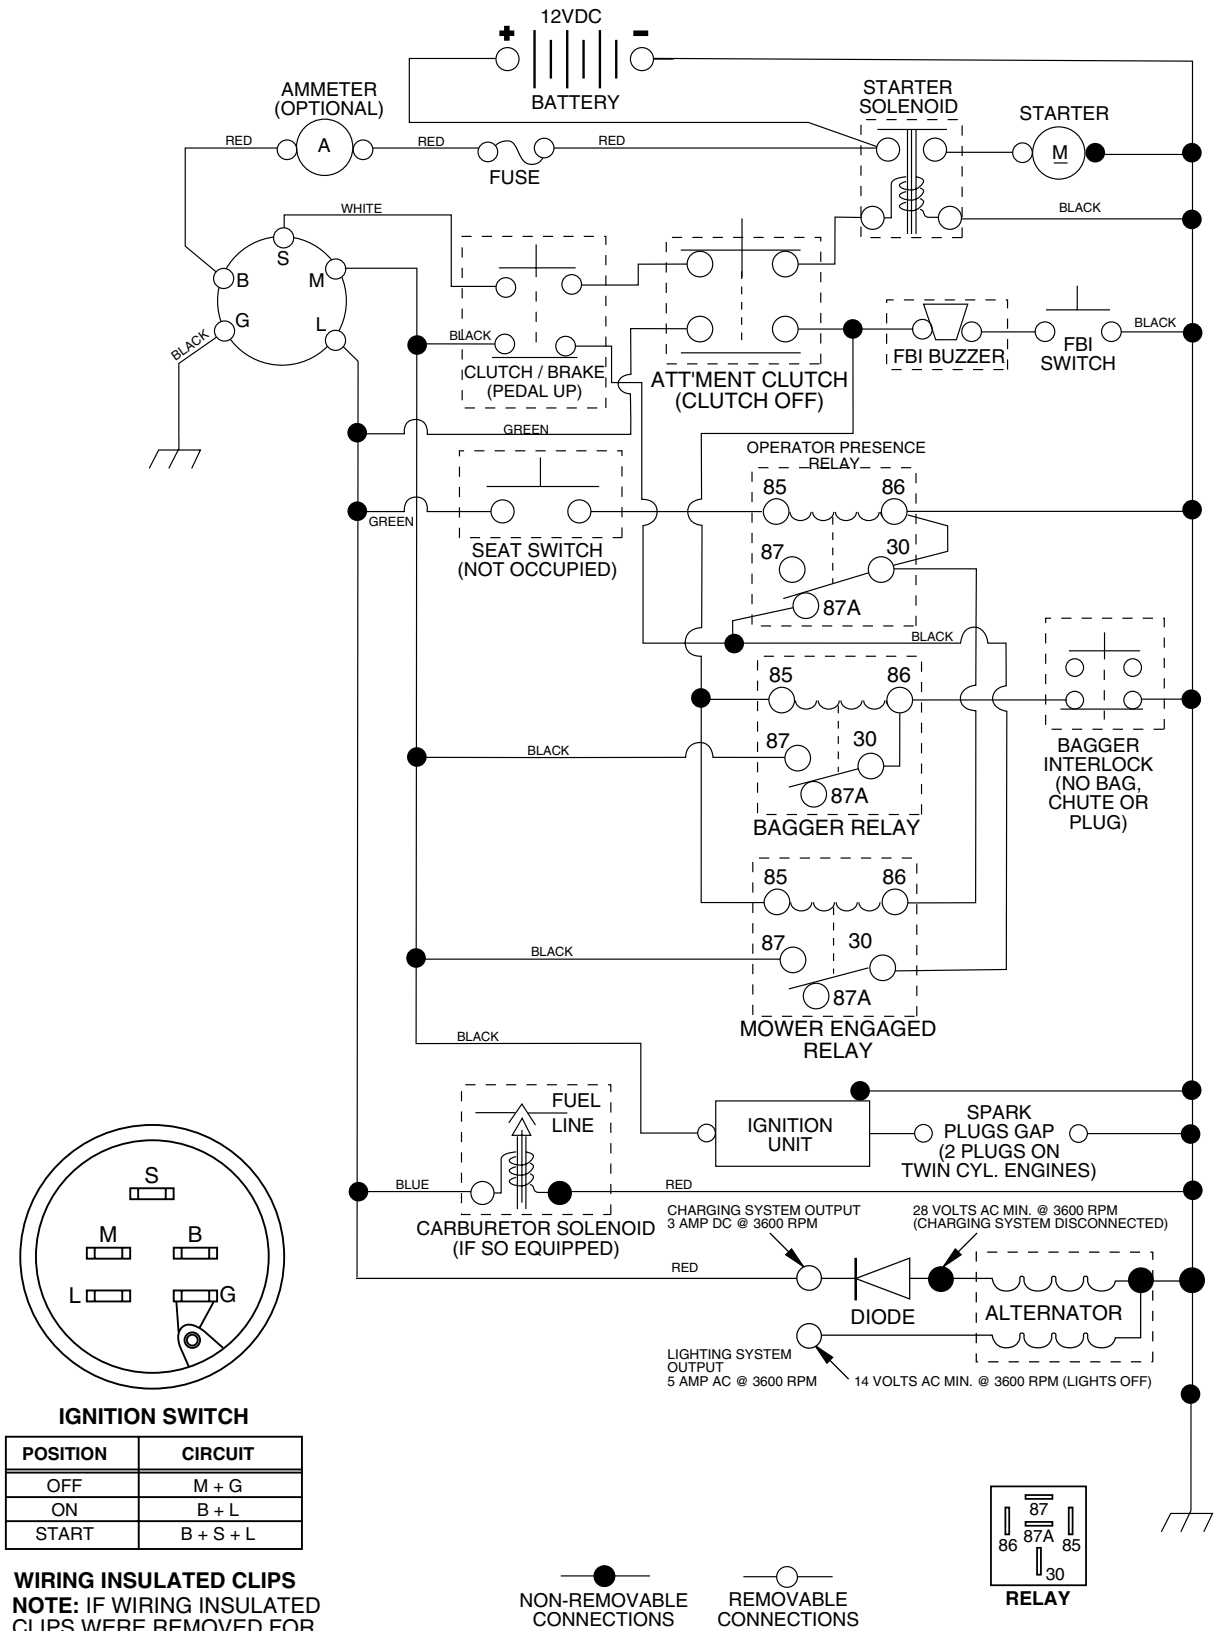 12VDC
+
-
BATTERY
AMMETER
(OPTIONAL)
STARTER
SOLENOID
STARTER
RED
A
RED
FUSE
RED
M
WHITE
BLACK
S
B
M
G
L
BLACK
BLACK
CLUTCH / BRAKE
(PEDAL UP)
ATT'MENT CLUTCH
(CLUTCH OFF)
FBI BUZZER
FBI
SWITCH
BLACK
GREEN
GREEN
SEAT SWITCH
(NOT OCCUPIED)
OPERATOR PRESENCE
RELAY
85
86
87
30
87A
BLACK
85
86
87
30
87A
BAGGER RELAY
BLACK
BAGGER
INTERLOCK
(NO BAG,
CHUTE OR
PLUG)
85
86
87
30
87A
MOWER ENGAGED
RELAY
BLACK
BLACK
FUEL
LINE
IGNITION
UNIT
SPARK
PLUGS GAP
(2 PLUGS ON
TWIN CYL. ENGINES)
BLUE
RED
CARBURETOR SOLENOID
(IF SO EQUIPPED)
CHARGING SYSTEM OUTPUT
3 AMP DC @ 3600 RPM
28 VOLTS AC MIN. @ 3600 RPM
(CHARGING SYSTEM DISCONNECTED)
RED
DIODE
ALTERNATOR
LIGHTING SYSTEM
OUTPUT
5 AMP AC @ 3600 RPM
14 VOLTS AC MIN. @ 3600 RPM (LIGHTS OFF)
S
M
B
L
G
IGNITION SWITCH
POSITION CIRCUIT
OFF M + G
ON B + L
START B + S + L
WIRING INSULATED CLIPS
NOTE: IF WIRING INSULATED
CLIPS WERE REMOVED FOR
NON-REMOVABLE
CONNECTIONS
REMOVABLE
CONNECTIONS
87
86
87A
85
30
RELAY